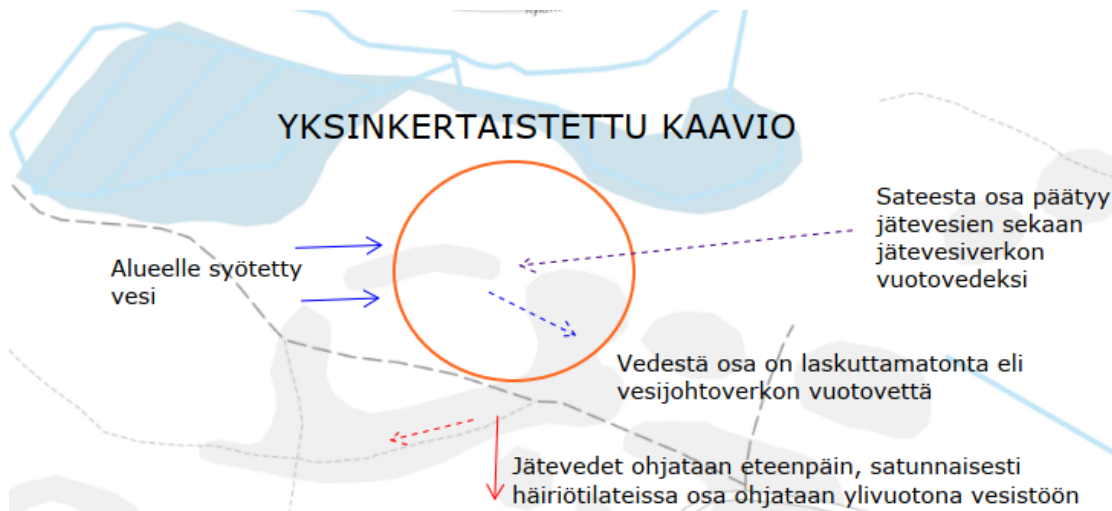 YKSINKERTAISTETTU KAAVIO
Sateesta osa päätyy
jätevesien sekaan
jätevesiverkon
vuotovedeksi
Alueelle syötetty
vesi
Vedestä osa on laskuttamatonta eli
vesijohtoverkon vuotovettä
Jätevedet ohjataan eteenpäin, satunnaisesti
häiriötilateissa osa ohjataan ylivuotona vesistöön